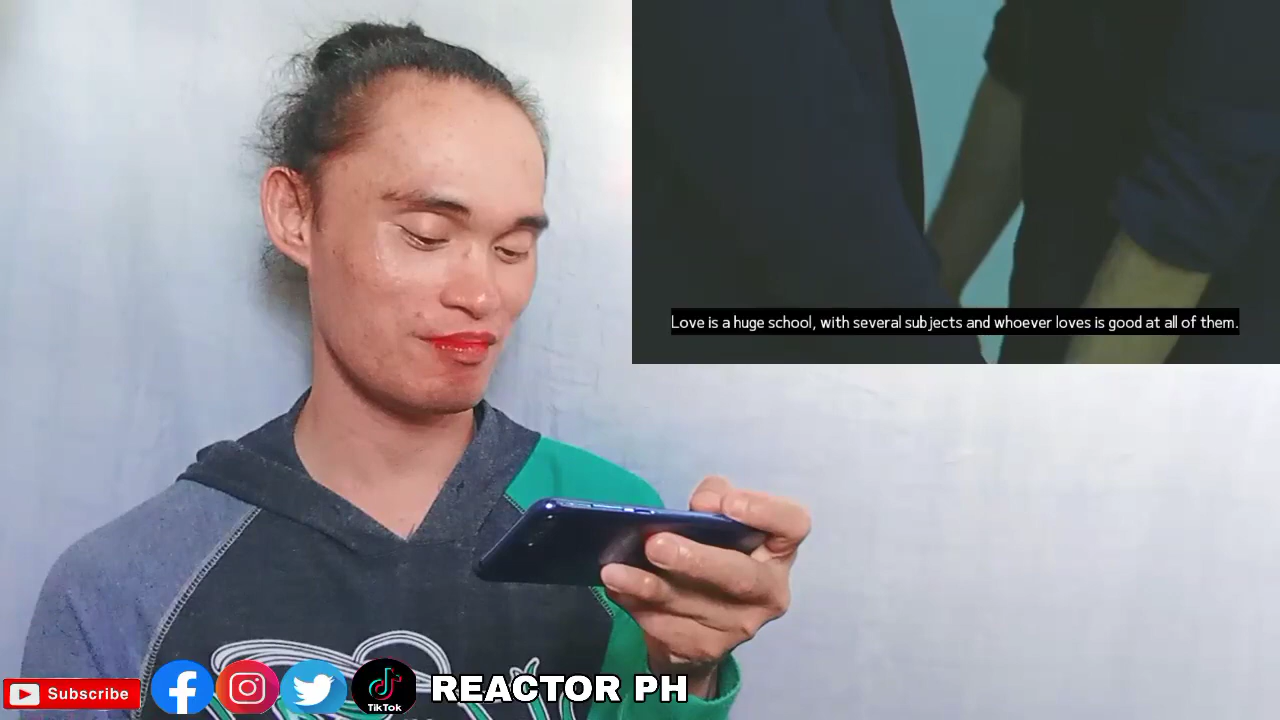 Love is a huge school, with several subjects and whoever loves is good at all of them.
Subscribe
TikTok
REACTOR PH